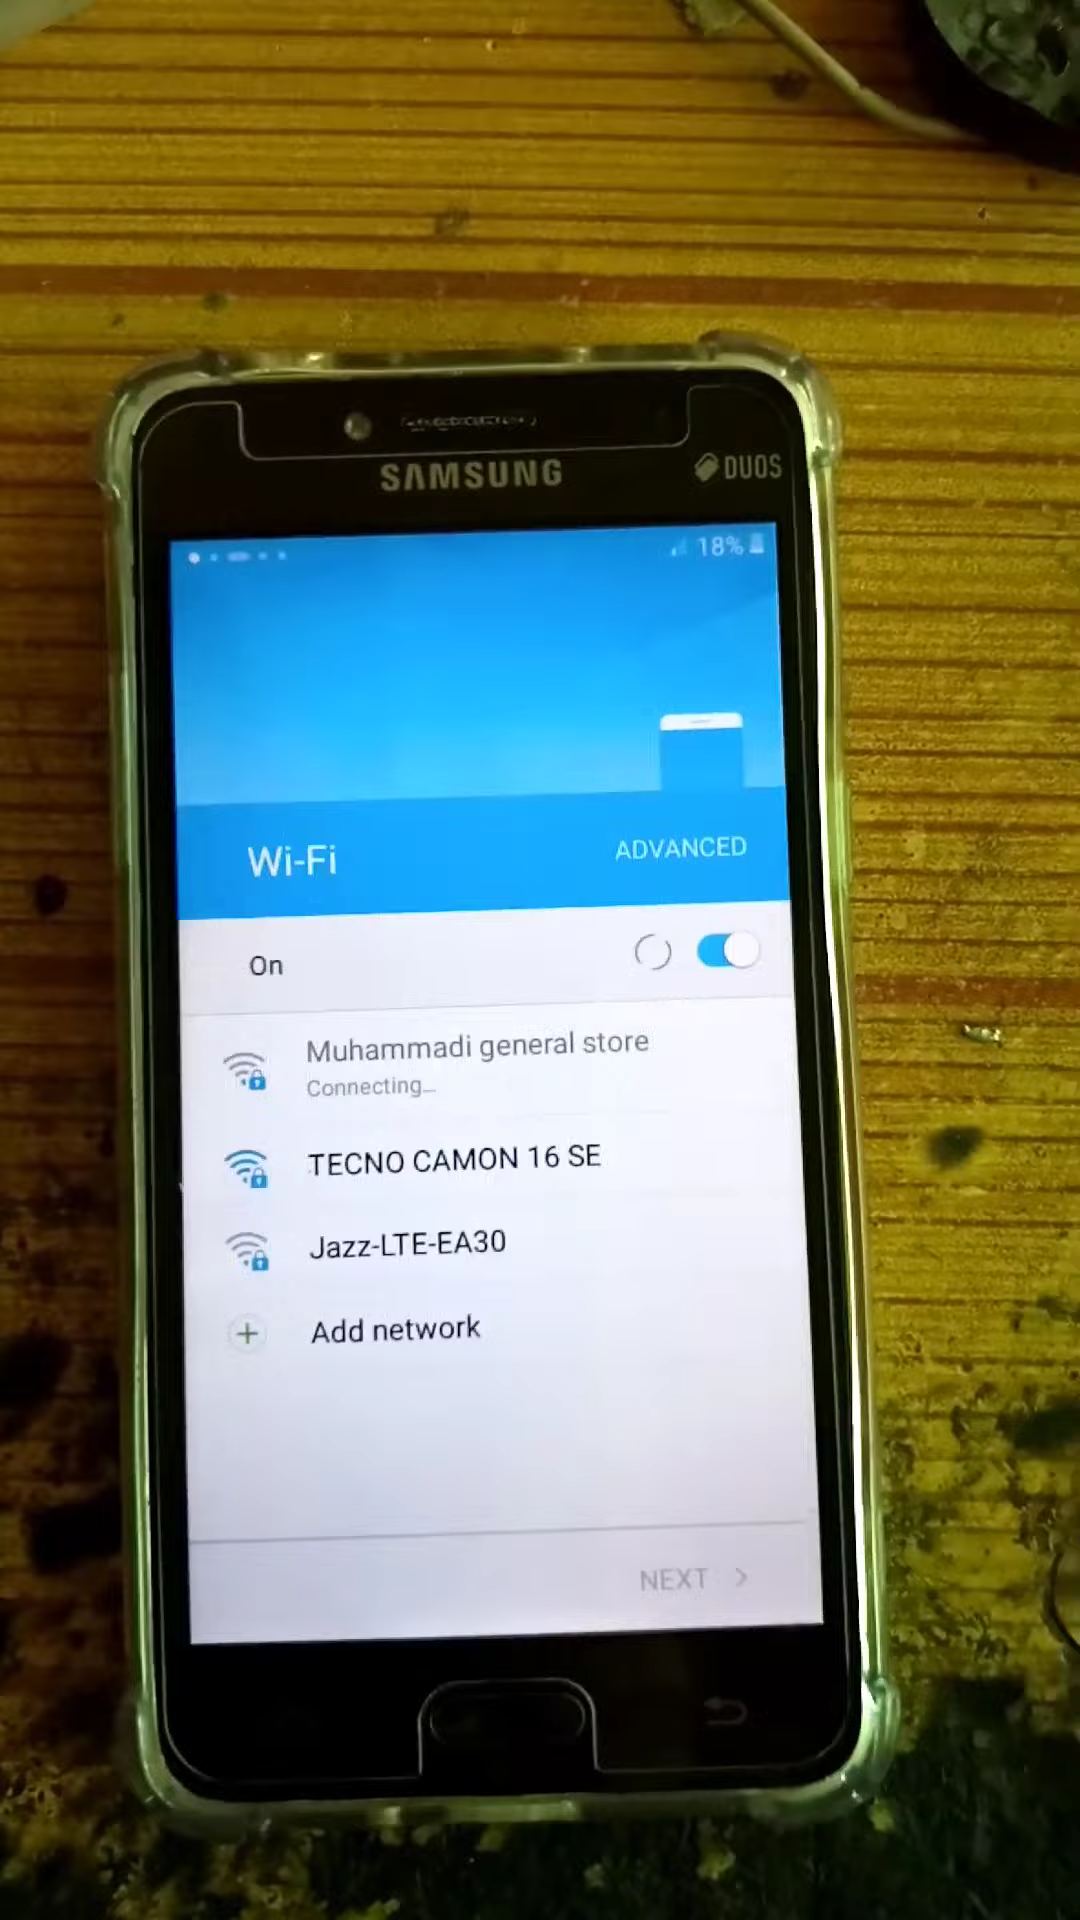 SAMSUNG
DUOS
18%
Wi-Fi
ADVANCED
On
Muhammadi general store
Connecting...
TECNO CAMON 16 SE
Jazz-LTE-EA30
Add network
NEXT